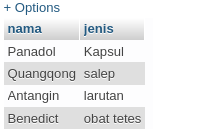 + Options
nama jenis
Panadol Kapsul
Quangqong salep
Antangin larutan
Benedict obat tetes